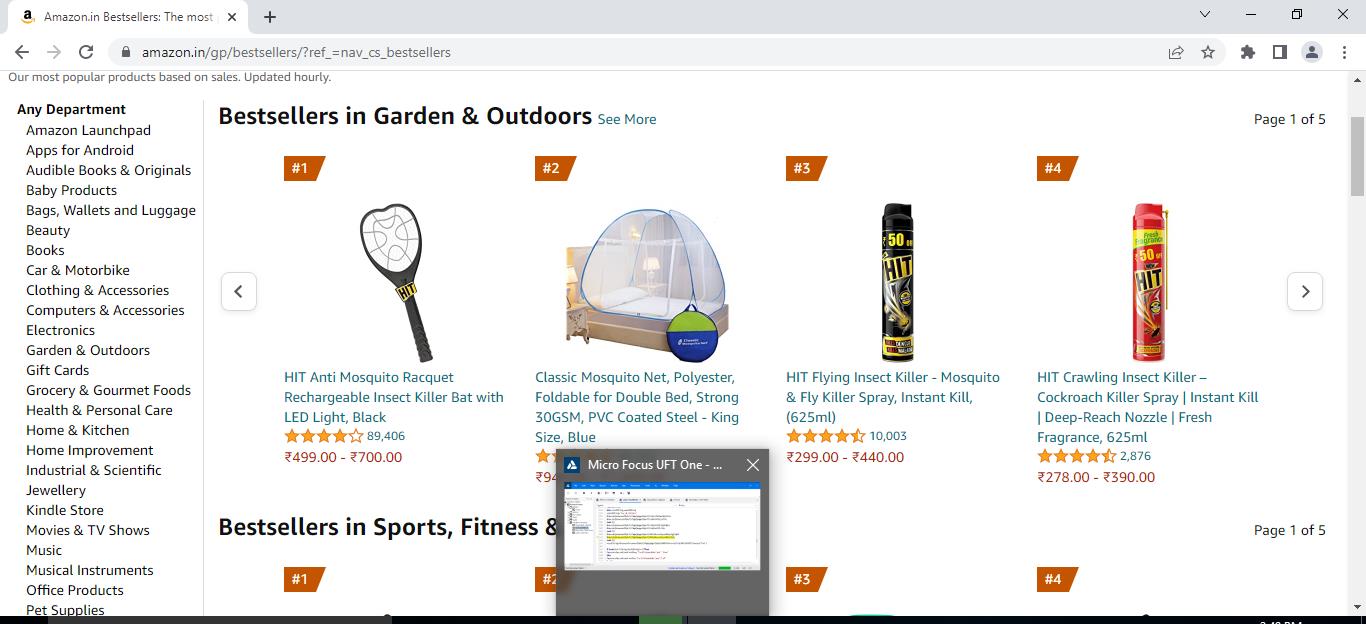 Amazon.in Bestsellers: The most
amazon.in/gp/bestsellers/?ref_=nav_cs_bestsellers
Our most popular products based on sales. Updated hourly.
Any Department
Amazon Launchpad
Apps for Android
Audible Books & Originals
Baby Products
Bags, Wallets and Luggage
Beauty
Books
Car & Motorbike
Clothing & Accessories
Computers & Accessories
Electronics
Garden & Outdoors
Gift Cards
Grocery & Gourmet Foods
Health & Personal Care
Home & Kitchen
Home Improvement
Industrial & Scientific
Jewellery
Kindle Store
Movies & TV Shows
Music
Musical Instruments
Office Products
Pet Supplies
Bestsellers in Garden & Outdoors See More
Page 1 of 5
#1
HIT
HIT Anti Mosquito Racquet
Rechargeable Insect Killer Bat with
LED Light, Black
89,406
₹499.00 - ₹700.00
#2
Classic Mosquito Net, Polyester,
Foldable for Double Bed, Strong
30GSM, PVC Coated Steel - King
Size, Blue
₹94
#3
50
HIT
HIT Flying Insect Killer - Mosquito
& Fly Killer Spray, Instant Kill,
(625ml)
10,003
₹299.00 - ₹440.00
#4
Fresh
Fragrance
50
HIT
HIT Crawling Insect Killer –
Cockroach Killer Spray | Instant Kill
| Deep-Reach Nozzle | Fresh
Fragrance, 625ml
2,876
₹278.00 - ₹390.00
Micro Focus UFT One - ...
Bestsellers in Sports, Fitness &
Page 1 of 5
#1
#2
#3
#4